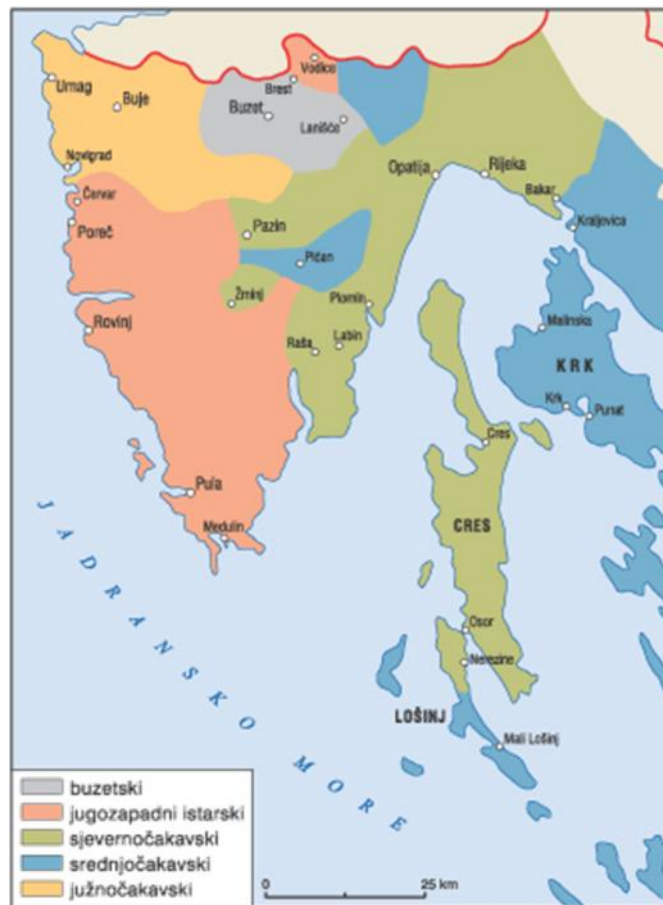 Umag
Buje
Vodice
Brest
Buzet
Lanišće
Novigrad
Červar
Poreč
Opatija
Rijeka
Bakar
Kraljevica
Pazin
Pićan
Žminj
Plomin
Rovinj
Raša
Labin
Malinska
KRK
Krk
Punat
Cres
Pula
CRES
Medulin
Osor
Nerezine
LOŠINJ
Mali Lošinj
JADRANSKO MORE
buzetski
jugozapadni istarski
sjevernočakavski
srednjočakavski
južnočakavski
0 25 km